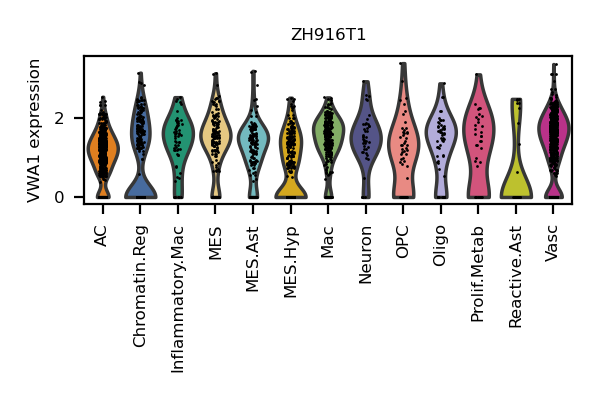 ZH916T1
VWA1 expression
2
0
AC
Chromatin.Reg
Inflammatory.Mac
MES
MES.Ast
MES.Hyp
Mac
Neuron
OPC
Oligo
Prolif.Metab
Reactive.Ast
Vasc